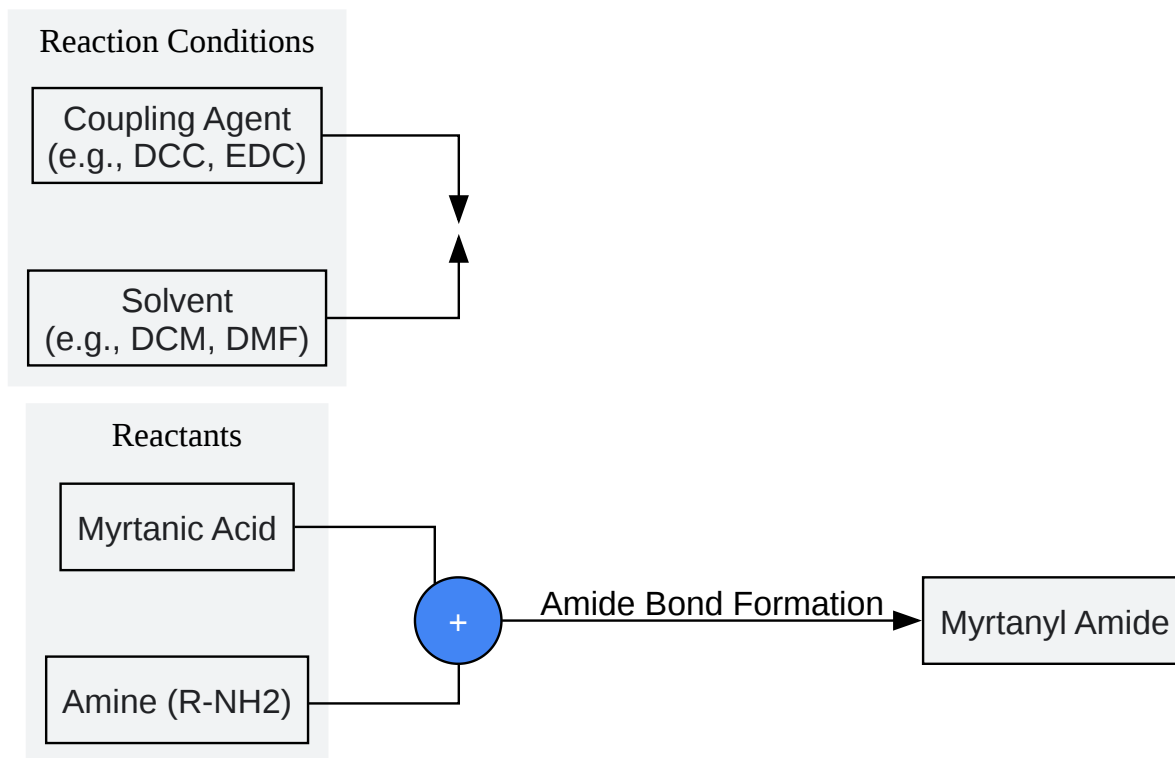 Reaction Conditions
Coupling Agent
(e.g., DCC, EDC)
Solvent
(e.g., DCM, DMF)
Reactants
Myrtanic Acid
+
Amide Bond Formation
Myrtanyl Amide
Amine (R-NH2)